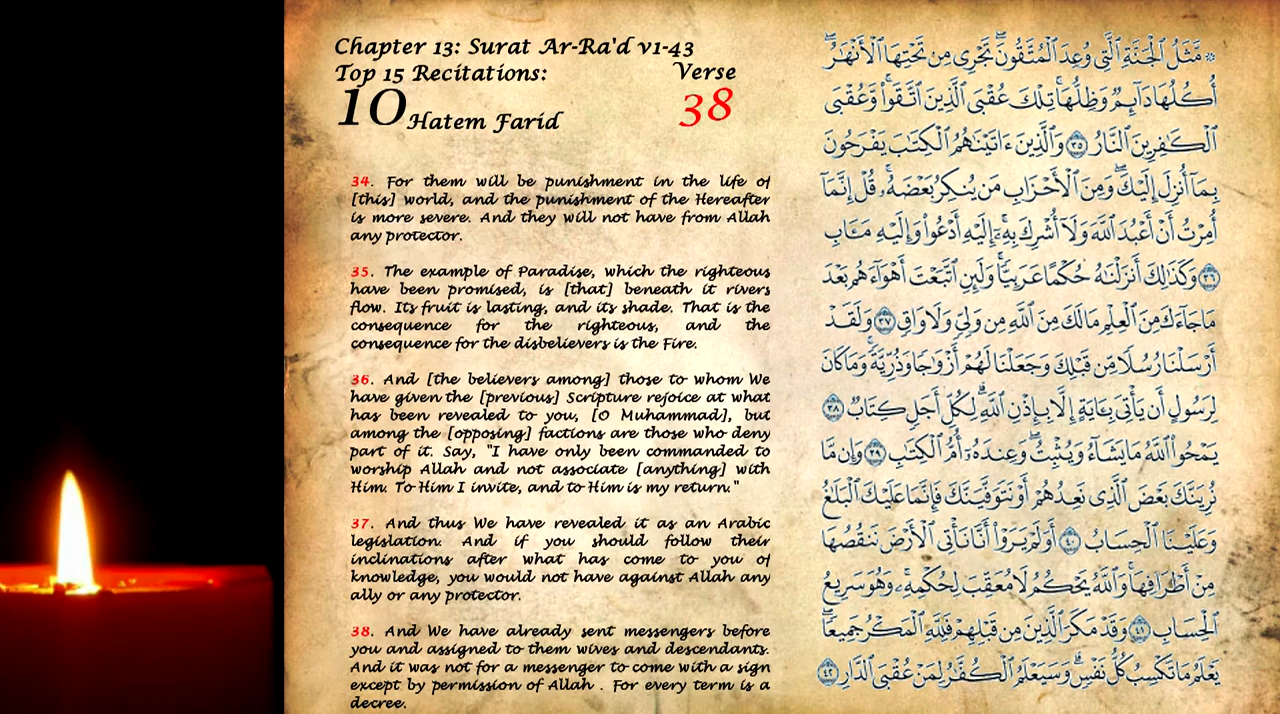 Chapter 13: Surat Ar-Ra'd v1-43
Top 15 Recitations:
Verse
10 Hatem Farid
38
34. For them will be punishment in the life of
[this] world, and the punishment of the Hereafter
is more severe. And they will not have from Allah
any protector.
35. The example of Paradise, which the righteous
have been promised, is [that] beneath it rivers
flow. Its fruit is lasting, and its shade. That is the
consequence for the righteous, and the
consequence for the disbelievers is the Fire.
36. And [the believers among] those to whom We
have given the [previous] Scripture rejoice at what
has been revealed to you, [O Muhammad], but
among the [opposing] factions are those who deny
part of it. Say, "I have only been commanded to
worship Allah and not associate [anything] with
Him. To Him I invite, and to Him is my return."
37. And thus We have revealed it as an Arabic
legislation. And if you should follow their
inclinations after what has come to you of
knowledge, you would not have against Allah any
ally or any protector.
38. And We have already sent messengers before
you and assigned to them wives and descendants.
And it was not for a messenger to come with a sign
except by permission of Allah . For every term is a
decree.
۞ مَّثَلُ ٱلْجَنَّةِ ٱلَّتِى وُعِدَ ٱلْمُتَّقُونَ ۖ تَجْرِى مِن تَحْتِهَا ٱلْأَنْهَٰرُ ۖ
أُكُلُهَا دَآئِمٌ وَظِلُّهَا ۚ تِلْكَ عُقْبَى ٱلَّذِينَ ٱتَّقَوا۟ ۖ وَّعُقْبَى
ٱلْكَٰفِرِينَ ٱلنَّارُ ٣٥ وَٱلَّذِينَ ءَاتَيْنَٰهُمُ ٱلْكِتَٰبَ يَفْرَحُونَ
بِمَآ أُنزِلَ إِلَيْكَ ۖ وَمِنَ ٱلْأَحْزَابِ مَن يُنكِرُ بَعْضَهُۥ ۚ قُلْ إِنَّمَآ
أُمِرْتُ أَنْ أَعْبُدَ ٱللَّهَ وَلَآ أُشْرِكَ بِهِۦٓ ۚ إِلَيْهِ أَدْعُوا۟ وَإِلَيْهِ مَـَٔابِ
٣٦ وَكَذَٰلِكَ أَنزَلْنَٰهُ حُكْمًا عَرَبِيًّا ۚ وَلَئِنِ ٱتَّبَعْتَ أَهْوَآءَهُم بَعْدَ
مَا جَآءَكَ مِنَ ٱلْعِلْمِ مَا لَكَ مِنَ ٱللَّهِ مِن وَلِىٍّ وَلَا وَاقٍ ٣٧ وَلَقَدْ
أَرْسَلْنَا رُسُلًا مِّن قَبْلِكَ وَجَعَلْنَا لَهُمْ أَزْوَٰجًا وَذُرِّيَّةً ۚ وَمَا كَانَ
لِرَسُولٍ أَن يَأْتِىَ بِـَٔايَةٍ إِلَّا بِإِذْنِ ٱللَّهِ ۗ لِكُلِّ أَجَلٍ كِتَابٌ ٣٨
يَمْحُوا۟ ٱللَّهُ مَا يَشَآءُ وَيُثْبِتُ ۖ وَعِندَهُۥٓ أُمُّ ٱلْكِتَٰبِ ٣٩ وَإِن مَّا
نُرِيَنَّكَ بَعْضَ ٱلَّذِى نَعِدُهُمْ أَوْ نَتَوَفَّيَنَّكَ فَإِنَّمَا عَلَيْكَ ٱلْبَلَٰغُ
وَعَلَيْنَا ٱلْحِسَابُ ٤٠ أَوَلَمْ يَرَوْا۟ أَنَّا نَأْتِى ٱلْأَرْضَ نَنقُصُهَا
مِنْ أَطْرَافِهَا ۚ وَٱللَّهُ يَحْكُمُ لَا مُعَقِّبَ لِحُكْمِهِۦ ۚ وَهُوَ سَرِيعُ
ٱلْحِسَابِ ٤١ وَقَدْ مَكَرَ ٱلَّذِينَ مِن قَبْلِهِمْ فَلِلَّهِ ٱلْمَكْرُ جَمِيعًا ۖ
يَعْلَمُ مَا تَكْسِبُ كُلُّ نَفْسٍ ۗ وَسَيَعْلَمُ ٱلْكُفَّٰرُ لِمَنْ عُقْبَى ٱلدَّارِ ٤٢